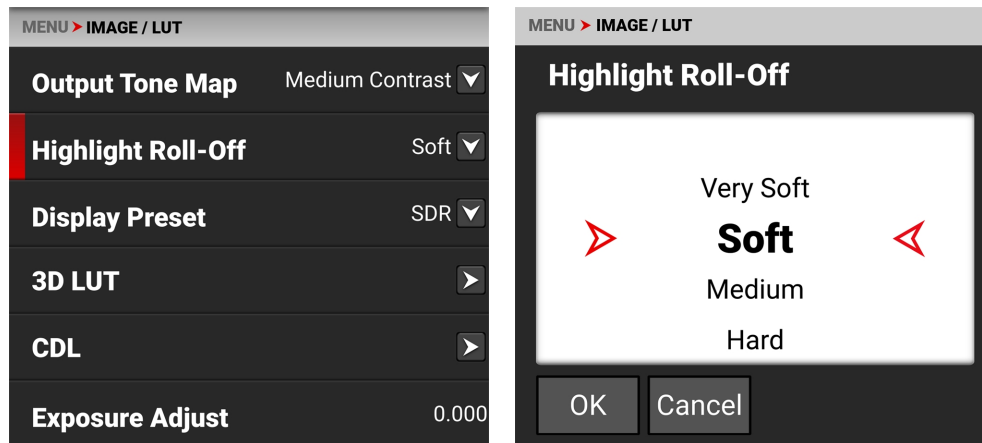 MENU > IMAGE / LUT
Output Tone Map Medium Contrast
Highlight Roll-Off Soft
Display Preset SDR
3D LUT
CDL
Exposure Adjust 0.000
MENU > IMAGE / LUT
Highlight Roll-Off
Very Soft
Soft
Medium
Hard
OK Cancel